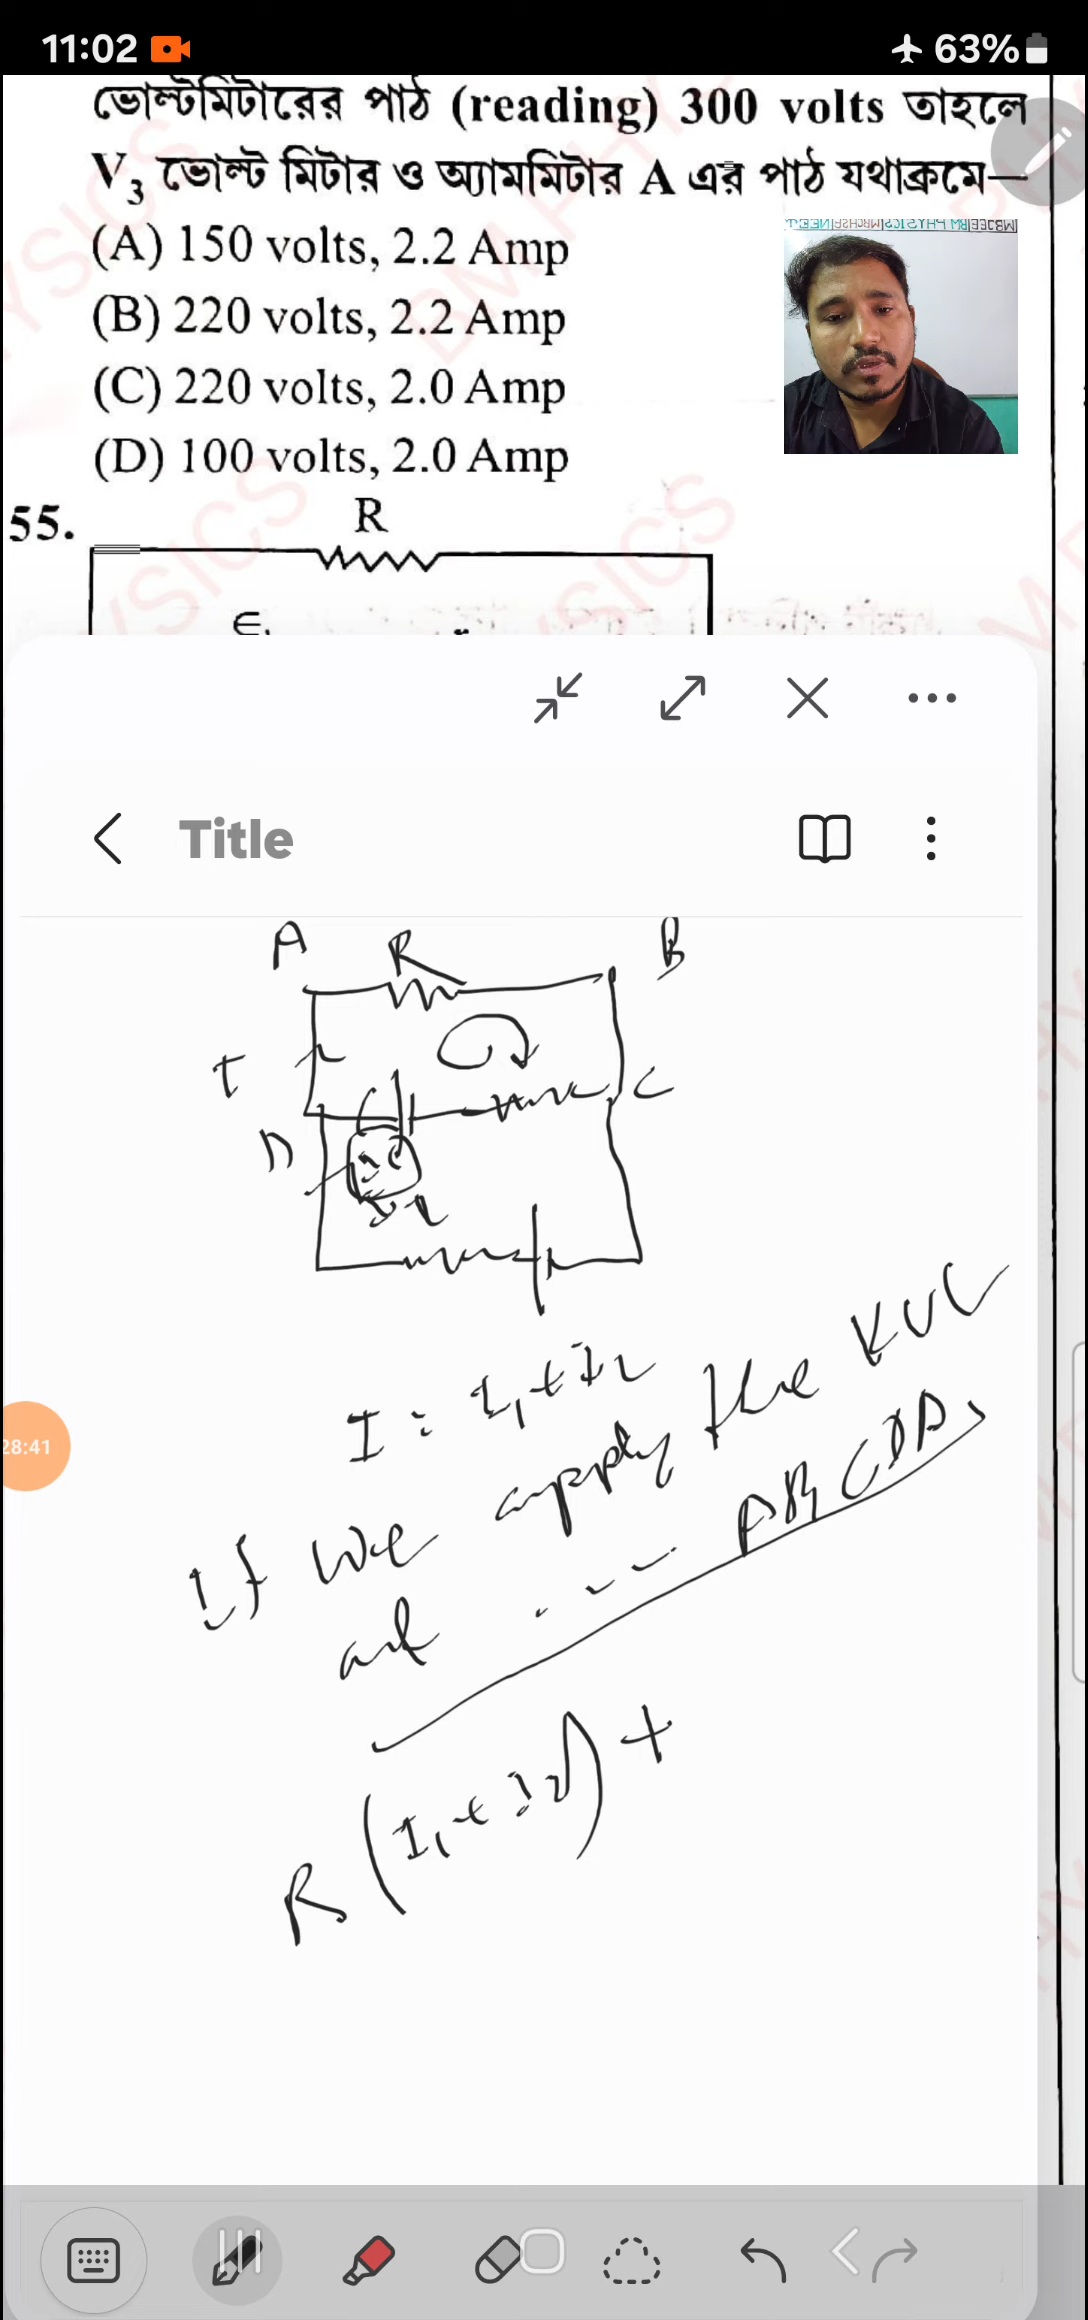 11:02
63%
ভোল্টমিটারের পাঠ (reading) 300 volts তাহলে
V₃ ভোল্ট মিটার ও অ্যামমিটার A এর পাঠ যথাক্রমে—
(A) 150 volts, 2.2 Amp
(B) 220 volts, 2.2 Amp
(C) 220 volts, 2.0 Amp
(D) 100 volts, 2.0 Amp
55.
R
Title
A R B
C
D
I = I₁ + I₂
If we apply the KVL
at ... ABCDA
R (I₁ + I₂) +
28:41